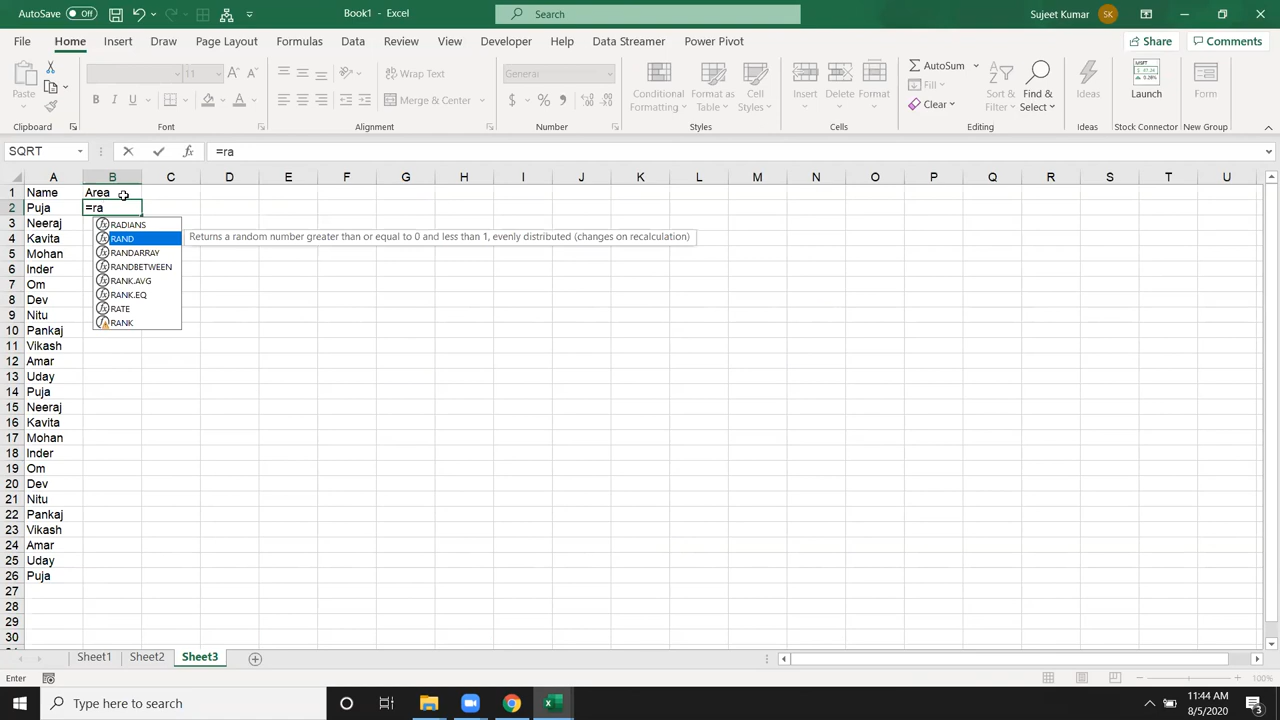 AutoSave Off Book1 - Excel Search Sujeet Kumar SK
File Home Insert Draw Page Layout Formulas Data Review View Developer Help Data Streamer Power Pivot Share Comments
Paste 11 Wrap Text General AutoSum
Merge & Center Conditional Formatting Format as Table Cell Styles Insert Delete Format Fill Clear Sort & Filter Find & Select Ideas Launch Form
Clipboard Font Alignment Number Styles Cells Editing Ideas Stock Connector New Group
SQRT fx =ra
A B C D E F G H I J K L M N O P Q R S T U
1 Name Area
2 Puja =ra
3 Neeraj RADIANS
4 Kavita RAND Returns a random number greater than or equal to 0 and less than 1, evenly distributed (changes on recalculation)
5 Mohan RANDARRAY
6 Inder RANDBETWEEN
7 Om RANK.AVG
8 Dev RANK.EQ
9 Nitu RATE
10 Pankaj RANK
11 Vikash
12 Amar
13 Uday
14 Puja
15 Neeraj
16 Kavita
17 Mohan
18 Inder
19 Om
20 Dev
21 Nitu
22 Pankaj
23 Vikash
24 Amar
25 Uday
26 Puja
27
28
29
30
Sheet1 Sheet2 Sheet3
Enter 100%
Type here to search 11:44 AM
8/5/2020 3